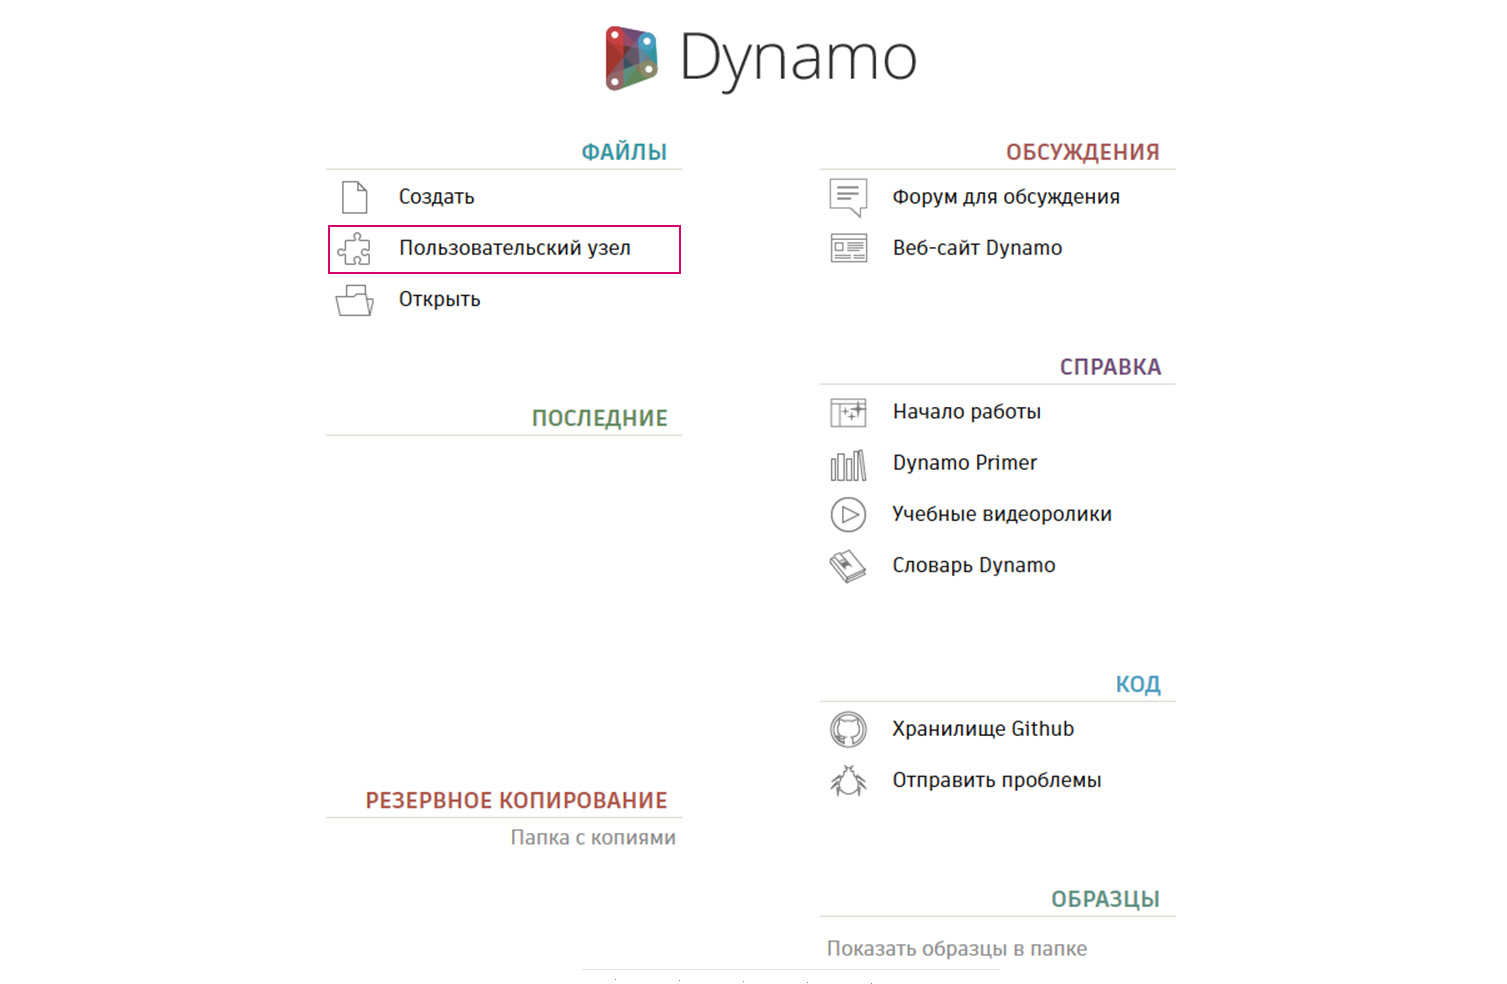 Dynamo
ФАЙЛЫ
Создать
Пользовательский узел
Открыть
ПОСЛЕДНИЕ
РЕЗЕРВНОЕ КОПИРОВАНИЕ
Папка с копиями
ОБСУЖДЕНИЯ
Форум для обсуждения
Веб-сайт Dynamo
СПРАВКА
Начало работы
Dynamo Primer
Учебные видеоролики
Словарь Dynamo
КОД
Хранилище Github
Отправить проблемы
ОБРАЗЦЫ
Показать образцы в папке